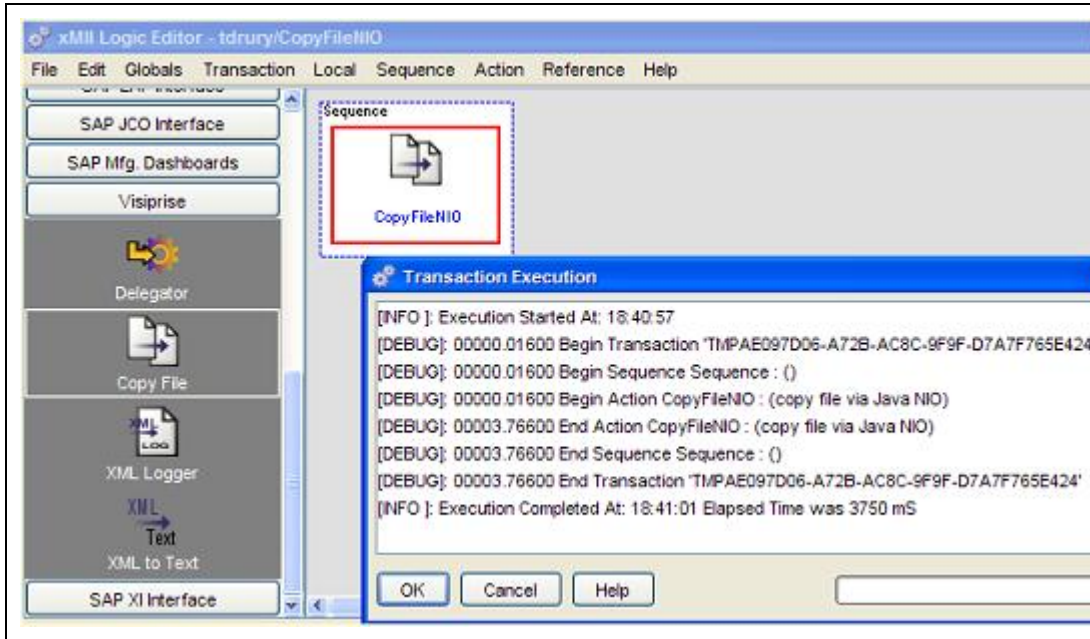 xMII Logic Editor - tdrury/CopyFileNIO
File Edit Globals Transaction Local Sequence Action Reference Help
SAP JCO Interface
SAP Mfg. Dashboards
Visiprise
Delegator
Copy File
XML Logger
XML Text
XML to Text
SAP XI Interface
Sequence
CopyFileNIO
Transaction Execution
[INFO ]: Execution Started At: 18:40:57
[DEBUG]: 00000.01600 Begin Transaction 'TMPAE097D06-A72B-AC8C-9F9F-D7A7F765E424
[DEBUG]: 00000.01600 Begin Sequence Sequence : ()
[DEBUG]: 00000.01600 Begin Action CopyFileNIO : (copy file via Java NIO)
[DEBUG]: 00003.76600 End Action CopyFileNIO : (copy file via Java NIO)
[DEBUG]: 00003.76600 End Sequence Sequence : ()
[DEBUG]: 00003.76600 End Transaction 'TMPAE097D06-A72B-AC8C-9F9F-D7A7F765E424'
[INFO ]: Execution Completed At: 18:41:01 Elapsed Time was 3750 mS
OK Cancel Help